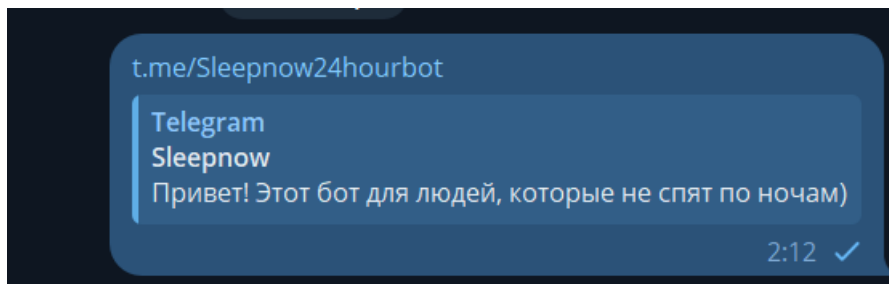 t.me/Sleepnow24hourbot
Telegram
Sleepnow
Привет! Этот бот для людей, которые не спят по ночам)
2:12